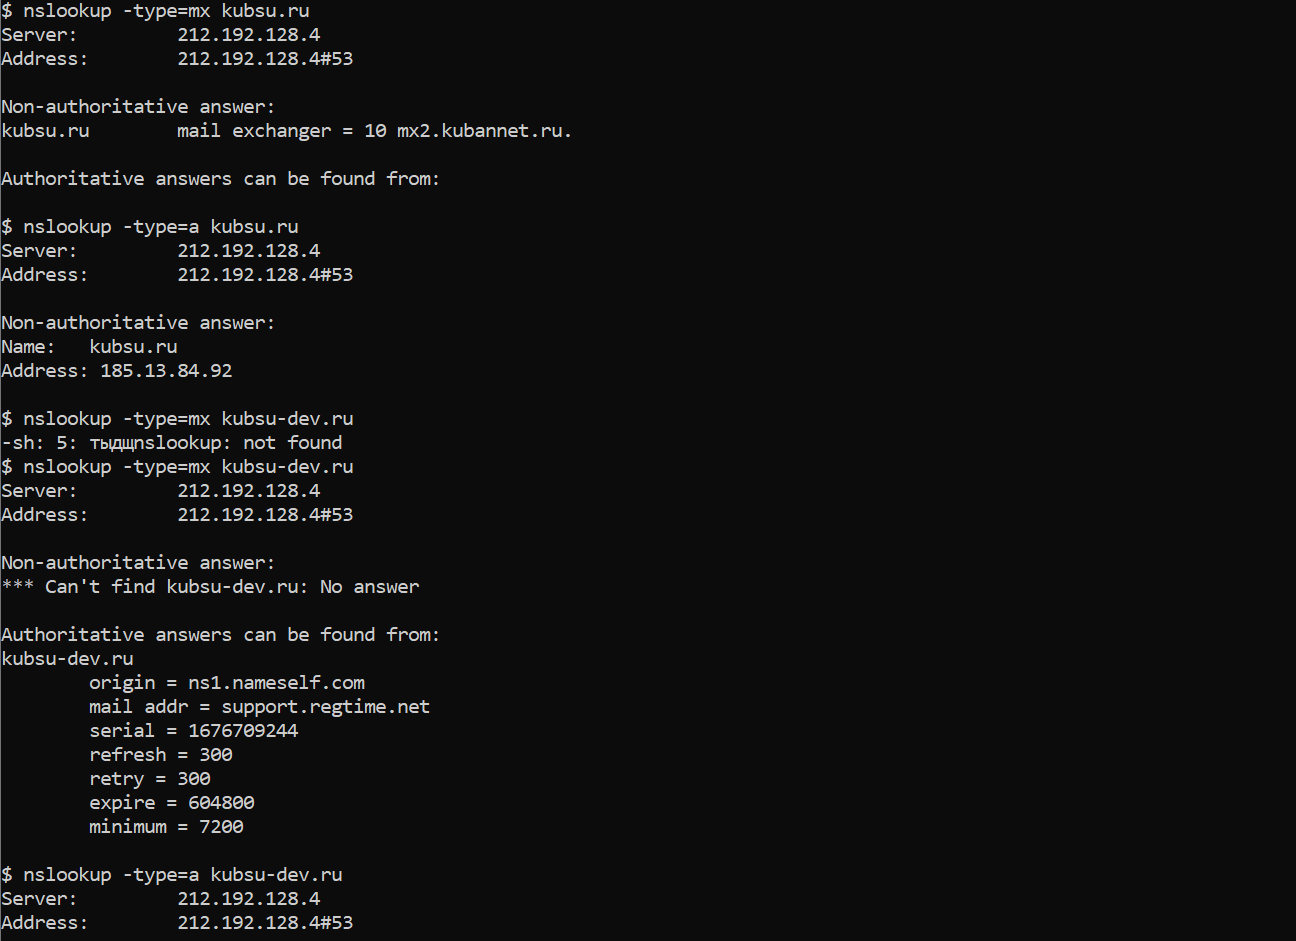 $ nslookup -type=mx kubsu.ru
Server:         212.192.128.4
Address:        212.192.128.4#53
Non-authoritative answer:
kubsu.ru        mail exchanger = 10 mx2.kubannet.ru.
Authoritative answers can be found from:
$ nslookup -type=a kubsu.ru
Server:         212.192.128.4
Address:        212.192.128.4#53
Non-authoritative answer:
Name:   kubsu.ru
Address: 185.13.84.92
$ nslookup -type=mx kubsu-dev.ru
-sh: 5: тыдщnslookup: not found
$ nslookup -type=mx kubsu-dev.ru
Server:         212.192.128.4
Address:        212.192.128.4#53
Non-authoritative answer:
*** Can't find kubsu-dev.ru: No answer
Authoritative answers can be found from:
kubsu-dev.ru
        origin = ns1.nameself.com
        mail addr = support.regtime.net
        serial = 1676709244
        refresh = 300
        retry = 300
        expire = 604800
        minimum = 7200
$ nslookup -type=a kubsu-dev.ru
Server:         212.192.128.4
Address:        212.192.128.4#53